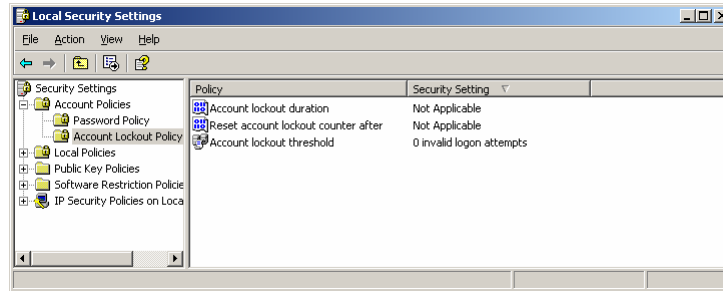 Local Security Settings
File Action View Help
Security Settings
Account Policies
Password Policy
Account Lockout Policy
Local Policies
Public Key Policies
Software Restriction Policie
IP Security Policies on Loca
Policy Security Setting
Account lockout duration Not Applicable
Reset account lockout counter after Not Applicable
Account lockout threshold 0 invalid logon attempts